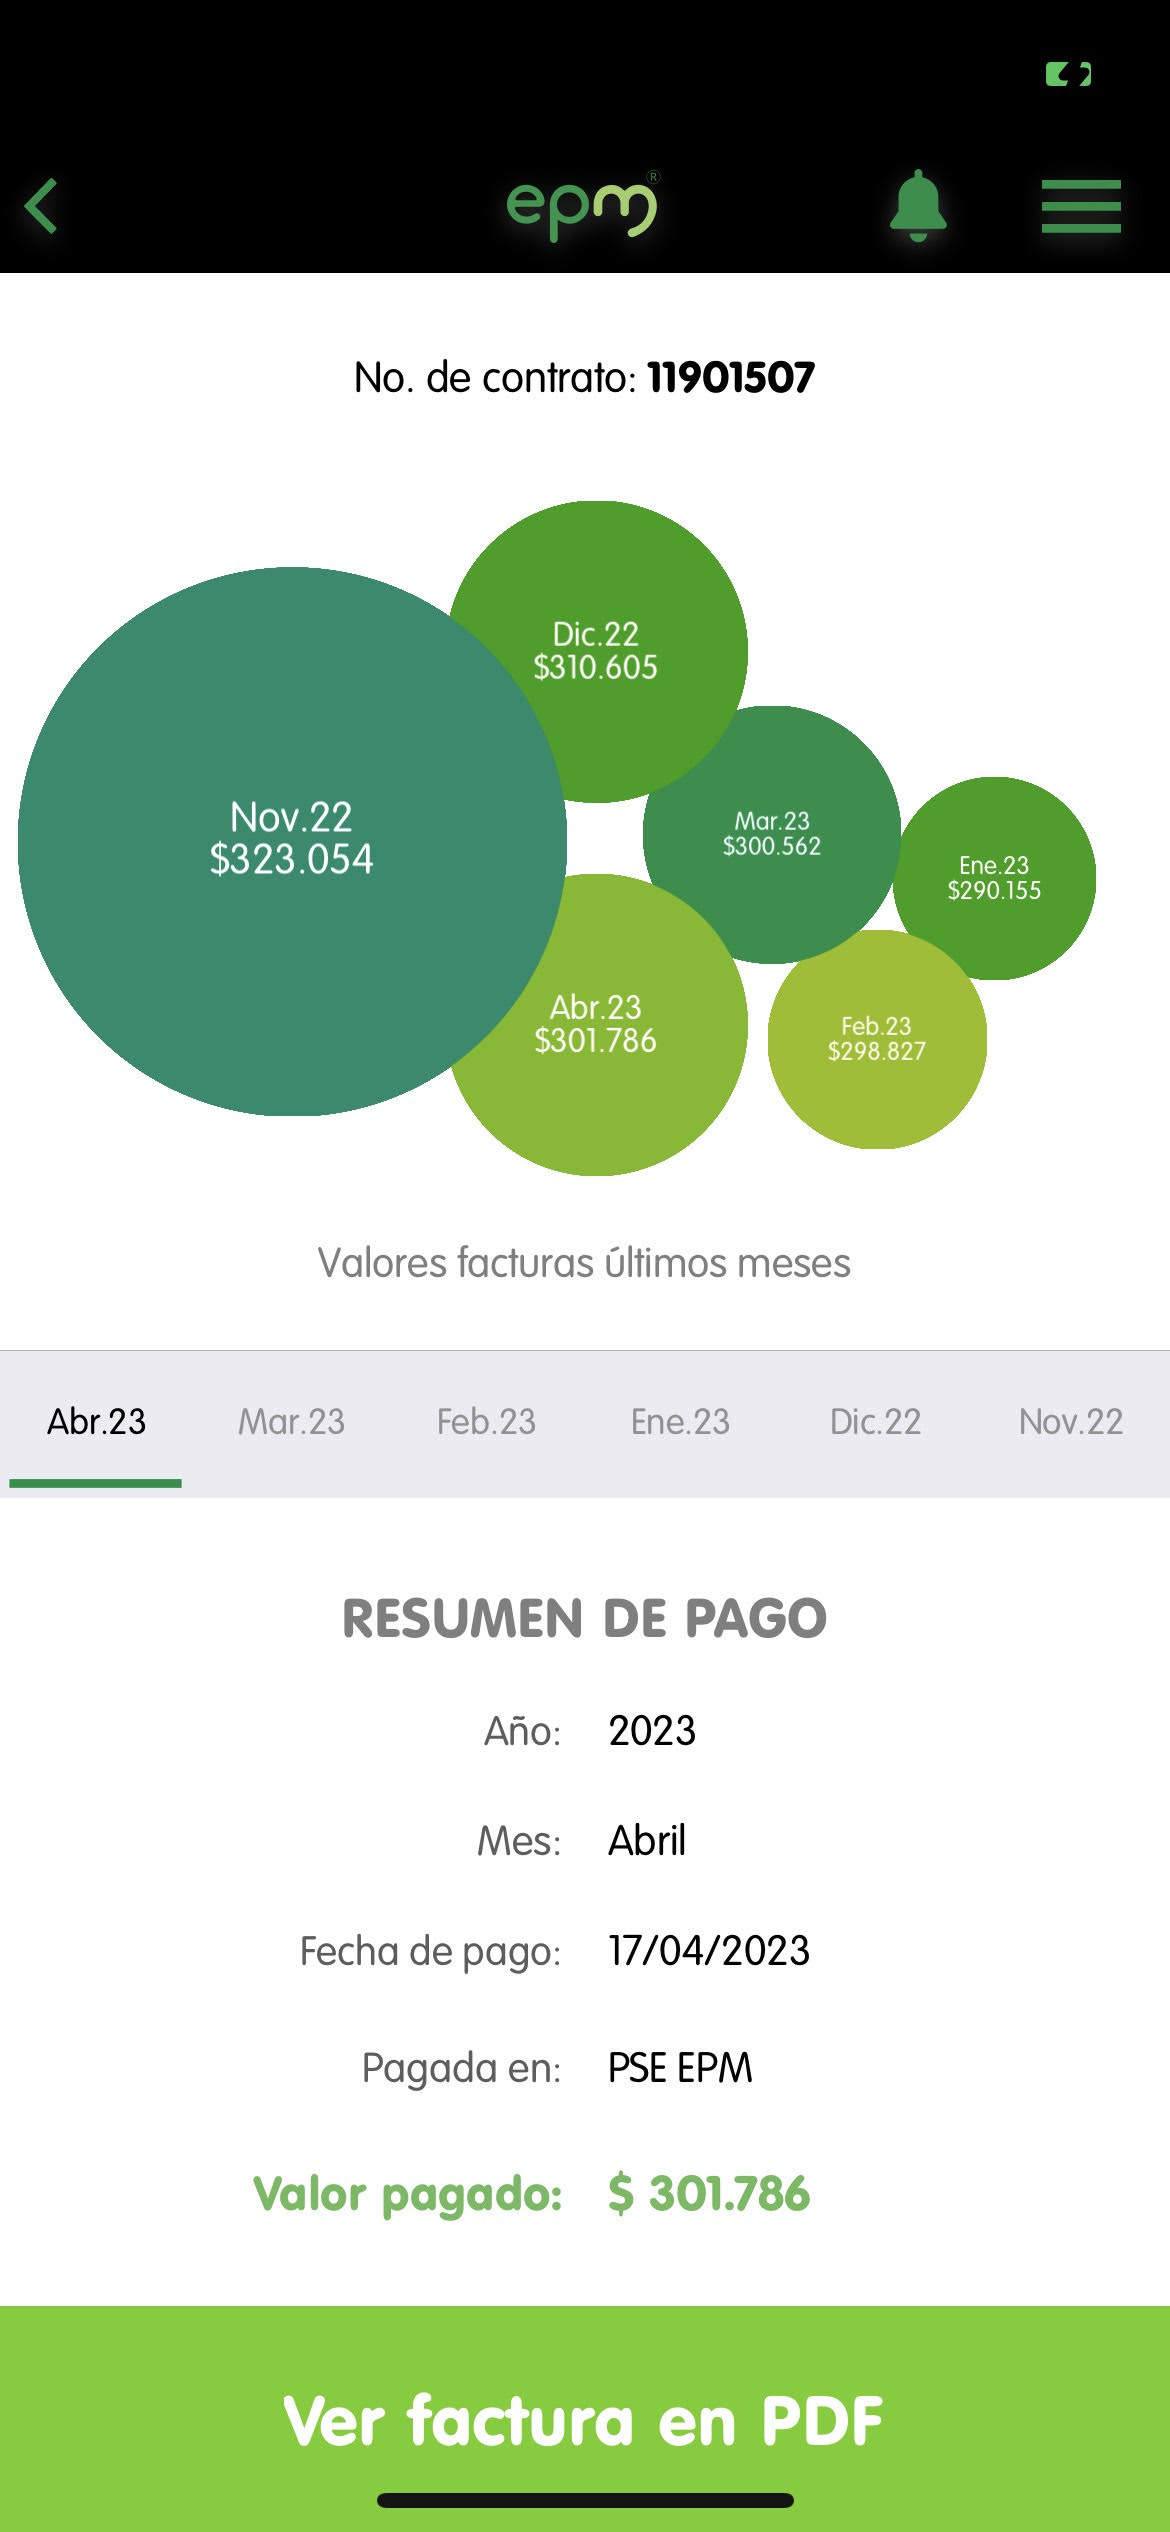 epm®
No. de contrato: 11901507
Dic.22
$310.605
Nov.22
$323.054
Mar.23
$300.562
Ene.23
$290.155
Abr.23
$301.786
Feb.23
$298.827
Valores facturas últimos meses
Abr.23 Mar.23 Feb.23 Ene.23 Dic.22 Nov.22
RESUMEN DE PAGO
Año: 2023
Mes: Abril
Fecha de pago: 17/04/2023
Pagada en: PSE EPM
Valor pagado: $ 301.786
Ver factura en PDF